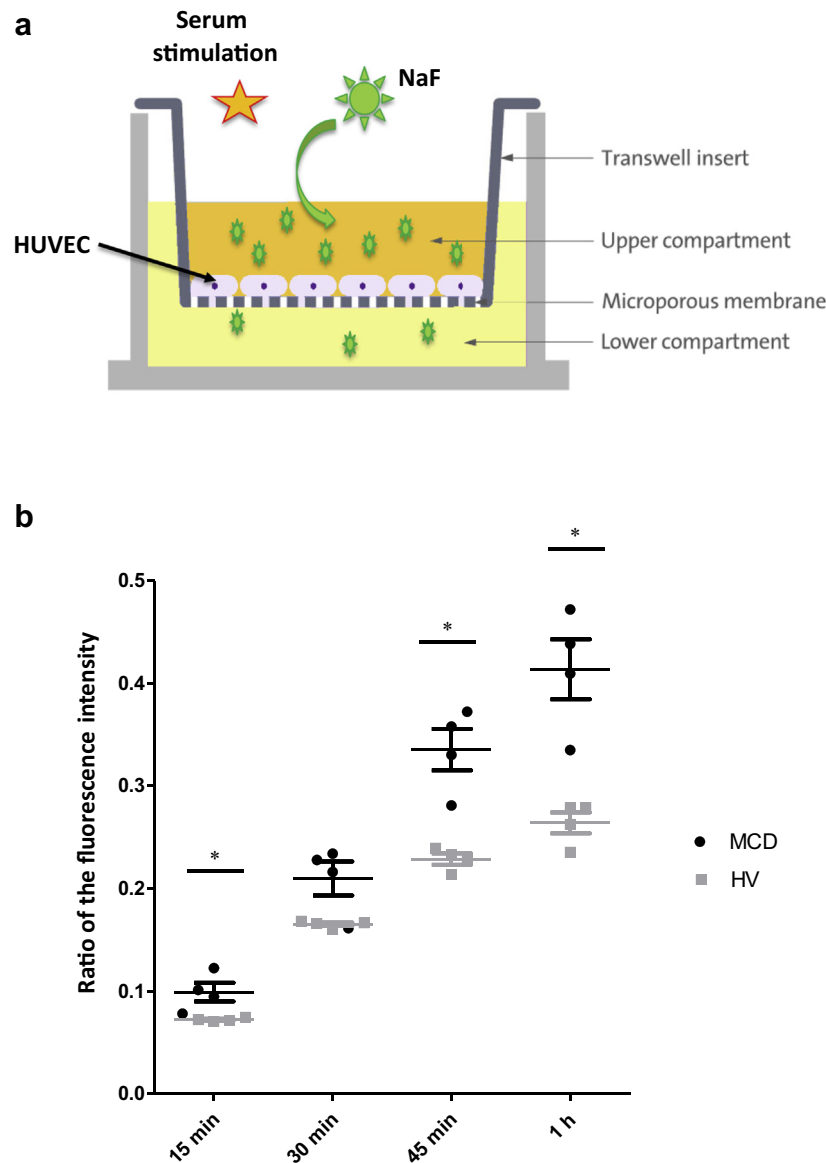 a
Serum
stimulation
NaF
HUVEC
Transwell insert
Upper compartment
Microporous membrane
Lower compartment
b
Ratio of the fluorescence intensity
0.5
0.4
0.3
0.2
0.1
0.0
*
*
*
15 min
30 min
45 min
1 h
MCD
HV